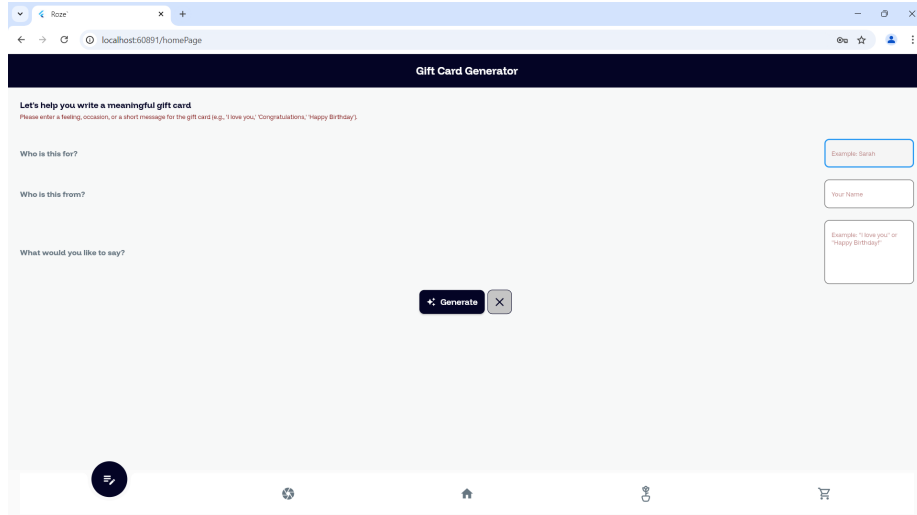 Roze`
localhost:60891/homePage
Gift Card Generator
Let's help you write a meaningful gift card
Please enter a feeling, occasion, or a short message for the gift card (e.g., 'I love you,' 'Congratulations,' 'Happy Birthday').
Who is this for?
Example: Sarah
Who is this from?
Your Name
What would you like to say?
Example: "I love you" or
"Happy Birthday!"
Generate